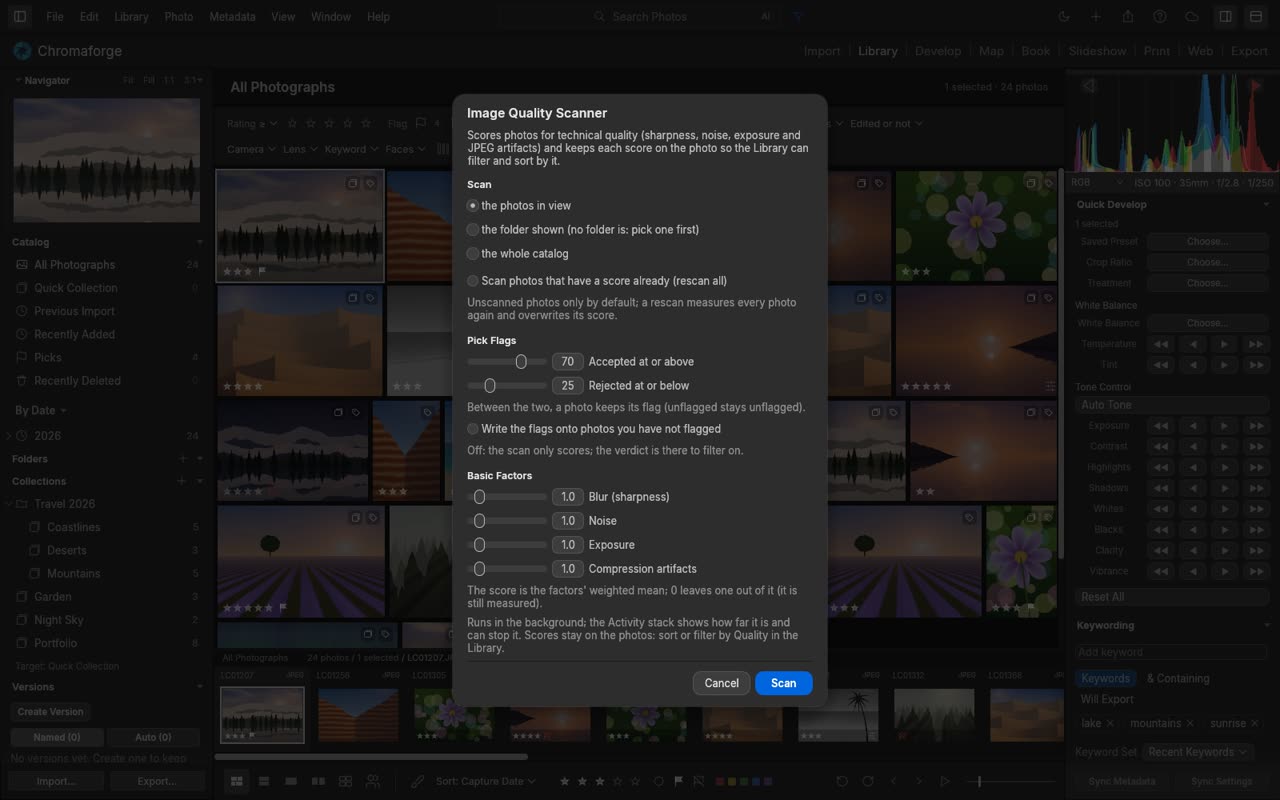 File Edit Library Photo Metadata View Window Help
Search Photos AI
Chromaforge
Import Library Develop Map Book Slideshow Print Web Export
Navigator Fit Fill 1:1
All Photographs
1 selected · 24 photos
Rating ≥ Flag 4
Edited or not
Camera Lens Keyword Faces
Catalog
All Photographs 24
Quick Collection 0
Previous Import
Recently Added
Picks 4
Recently Deleted 0
By Date
2026 24
Folders
Collections
Travel 2026
Coastlines 5
Deserts 3
Mountains 5
Garden 3
Night Sky 2
Portfolio 8
Target: Quick Collection
Versions
Create Version
Named (0) Auto (0)
No versions yet. Create one to keep
Import... Export...
Image Quality Scanner
Scores photos for technical quality (sharpness, noise, exposure and
JPEG artifacts) and keeps each score on the photo so the Library can
filter and sort by it.
Scan
the photos in view
the folder shown (no folder is: pick one first)
the whole catalog
Scan photos that have a score already (rescan all)
Unscanned photos only by default; a rescan measures every photo
again and overwrites its score.
Pick Flags
70 Accepted at or above
25 Rejected at or below
Between the two, a photo keeps its flag (unflagged stays unflagged).
Write the flags onto photos you have not flagged
Off: the scan only scores; the verdict is there to filter on.
Basic Factors
1.0 Blur (sharpness)
1.0 Noise
1.0 Exposure
1.0 Compression artifacts
The score is the factors' weighted mean; 0 leaves one out of it (it is
still measured).
Runs in the background; the Activity stack shows how far it is and
can stop it. Scores stay on the photos: sort or filter by Quality in the
Library.
Cancel Scan
All Photographs 24 photos / 1 selected /
LC01207 JPEG LC01258 JPEG LC01305 JPEG JPEG JPEG JPEG LC01368 JPEG
Sort: Capture Date
RGB ISO 100 · 35mm · f/2.8 · 1/250
Quick Develop
1 selected
Saved Preset Choose...
Crop Ratio Choose...
Treatment Choose...
White Balance
White Balance Choose...
Temperature
Tint
Tone Control
Auto Tone
Exposure
Contrast
Highlights
Shadows
Whites
Blacks
Clarity
Vibrance
Reset All
Keywording
Add keyword
Keywords & Containing
Will Export
lake mountains sunrise
Keyword Set Recent Keywords
Sync Metadata Sync Settings